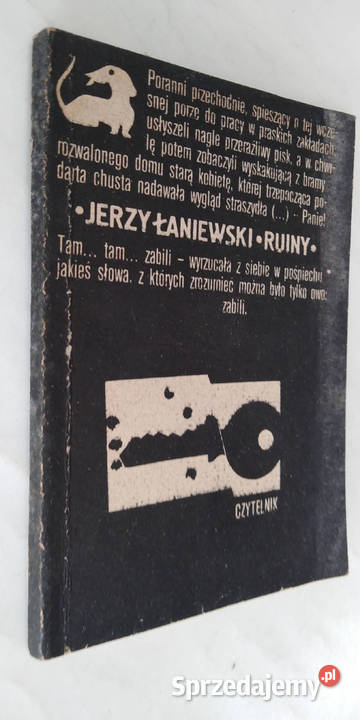 Poranni przechodnie, śpieszący o tej wcze-
snej porze do pracy w praskich zakładach,
usłyszeli nagle przeraźliwy pisk, a w chwi-
lę potem zobaczyli wyskakującą z bramy
rozwalonego domu starą kobietę, której trzepocząca po-
darta chusta nadawała wygląd straszydła (...) – Panie!
•JERZY ŁANIEWSKI•RUINY•
Tam... tam... zabili – wyrzucała z siebie w pośpiechu
jakieś słowa, z których zrozumieć można było tylko owo:
zabili.
CZYTELNIK
Sprzedajemy.pl